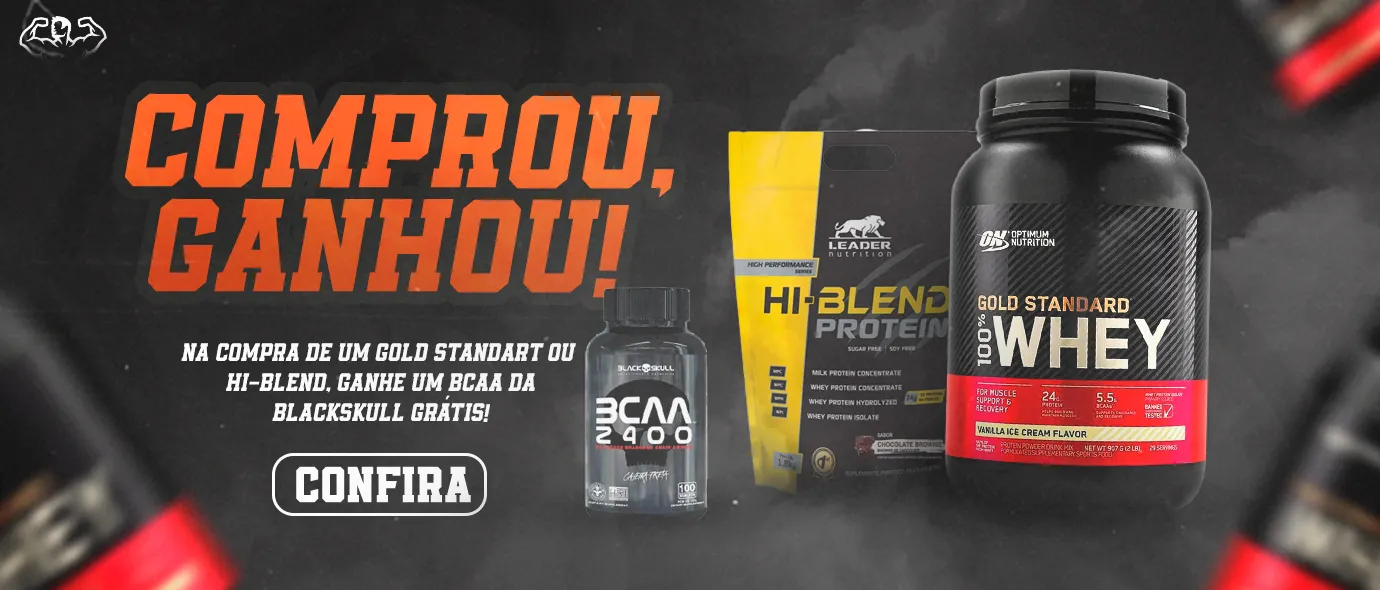 COMPROU,
GANHOU!
NA COMPRA DE UM GOLD STANDART OU
HI-BLEND, GANHE UM BCAA DA
BLACKSKULL GRÁTIS!
CONFIRA
BLACK SKULL
BCAA
2400
CAVEIRA PRETA
100
LEADER
nutrition
HIGH PERFORMANCE
SERIES
HI-BLEND
PROTEIN
SUGAR FREE | SOY FREE
MILK PROTEIN CONCENTRATE
WHEY PROTEIN CONCENTRATE
WHEY PROTEIN HYDROLYZED
WHEY PROTEIN ISOLATE
SABOR
CHOCOLATE
ON OPTIMUM
NUTRITION
GOLD STANDARD
100% WHEY
FOR MUSCLE
SUPPORT &
RECOVERY
24g
PROTEIN
5.5g
BCAAs
BANNED
TESTED
VANILLA ICE CREAM FLAVOR
PROTEIN POWDER DRINK MIX
NET WT 907 G (2 LB)
29 SERVINGS